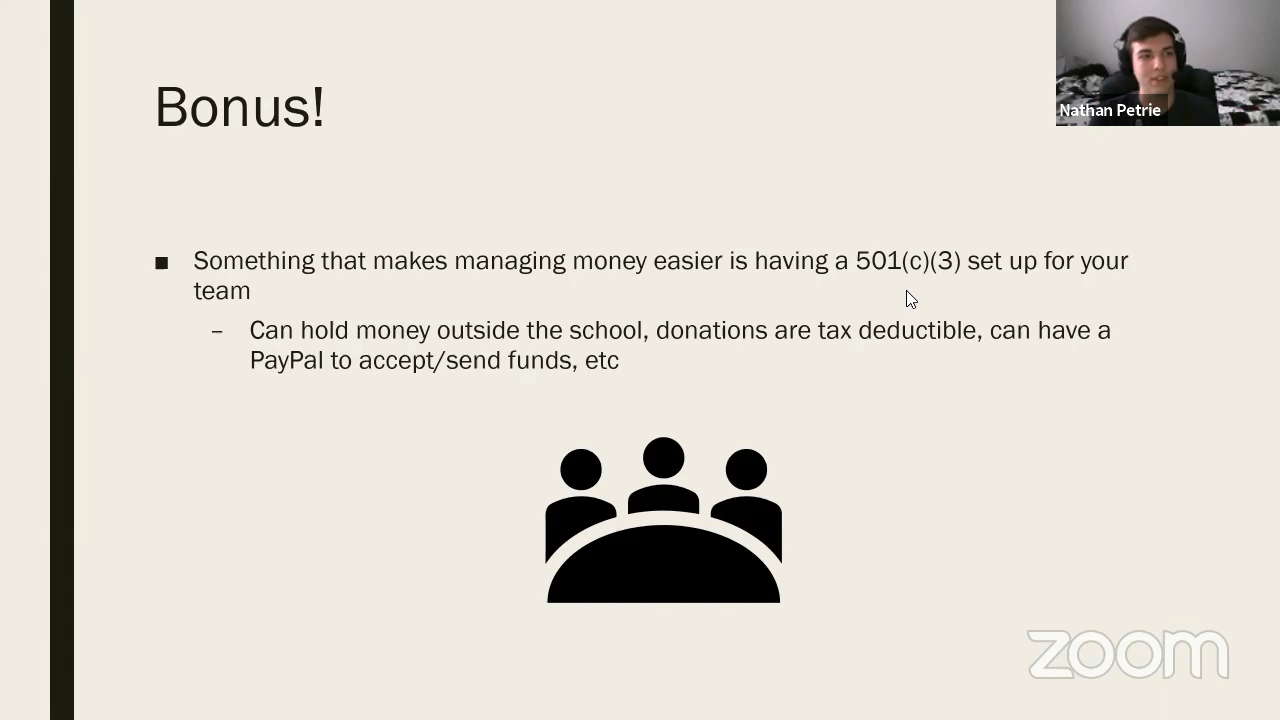 Bonus!
Nathan Petrie
■ Something that makes managing money easier is having a 501(c)(3) set up for your
team
– Can hold money outside the school, donations are tax deductible, can have a
PayPal to accept/send funds, etc
zoom